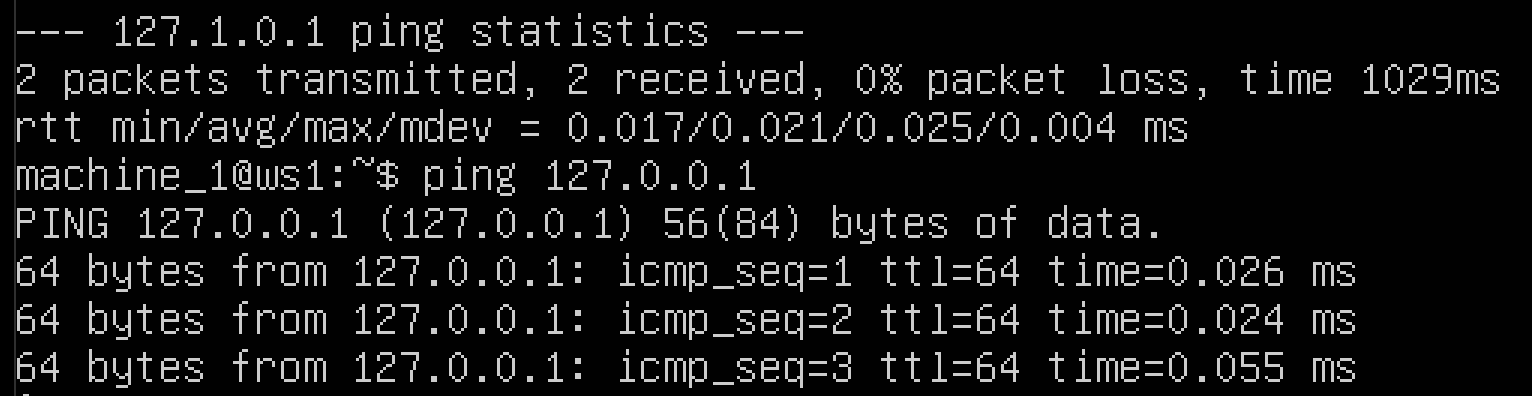 --- 127.1.0.1 ping statistics ---
2 packets transmitted, 2 received, 0% packet loss, time 1029ms
rtt min/avg/max/mdev = 0.017/0.021/0.025/0.004 ms
machine_1@ws1:~$ ping 127.0.0.1
PING 127.0.0.1 (127.0.0.1) 56(84) bytes of data.
64 bytes from 127.0.0.1: icmp_seq=1 ttl=64 time=0.026 ms
64 bytes from 127.0.0.1: icmp_seq=2 ttl=64 time=0.024 ms
64 bytes from 127.0.0.1: icmp_seq=3 ttl=64 time=0.055 ms